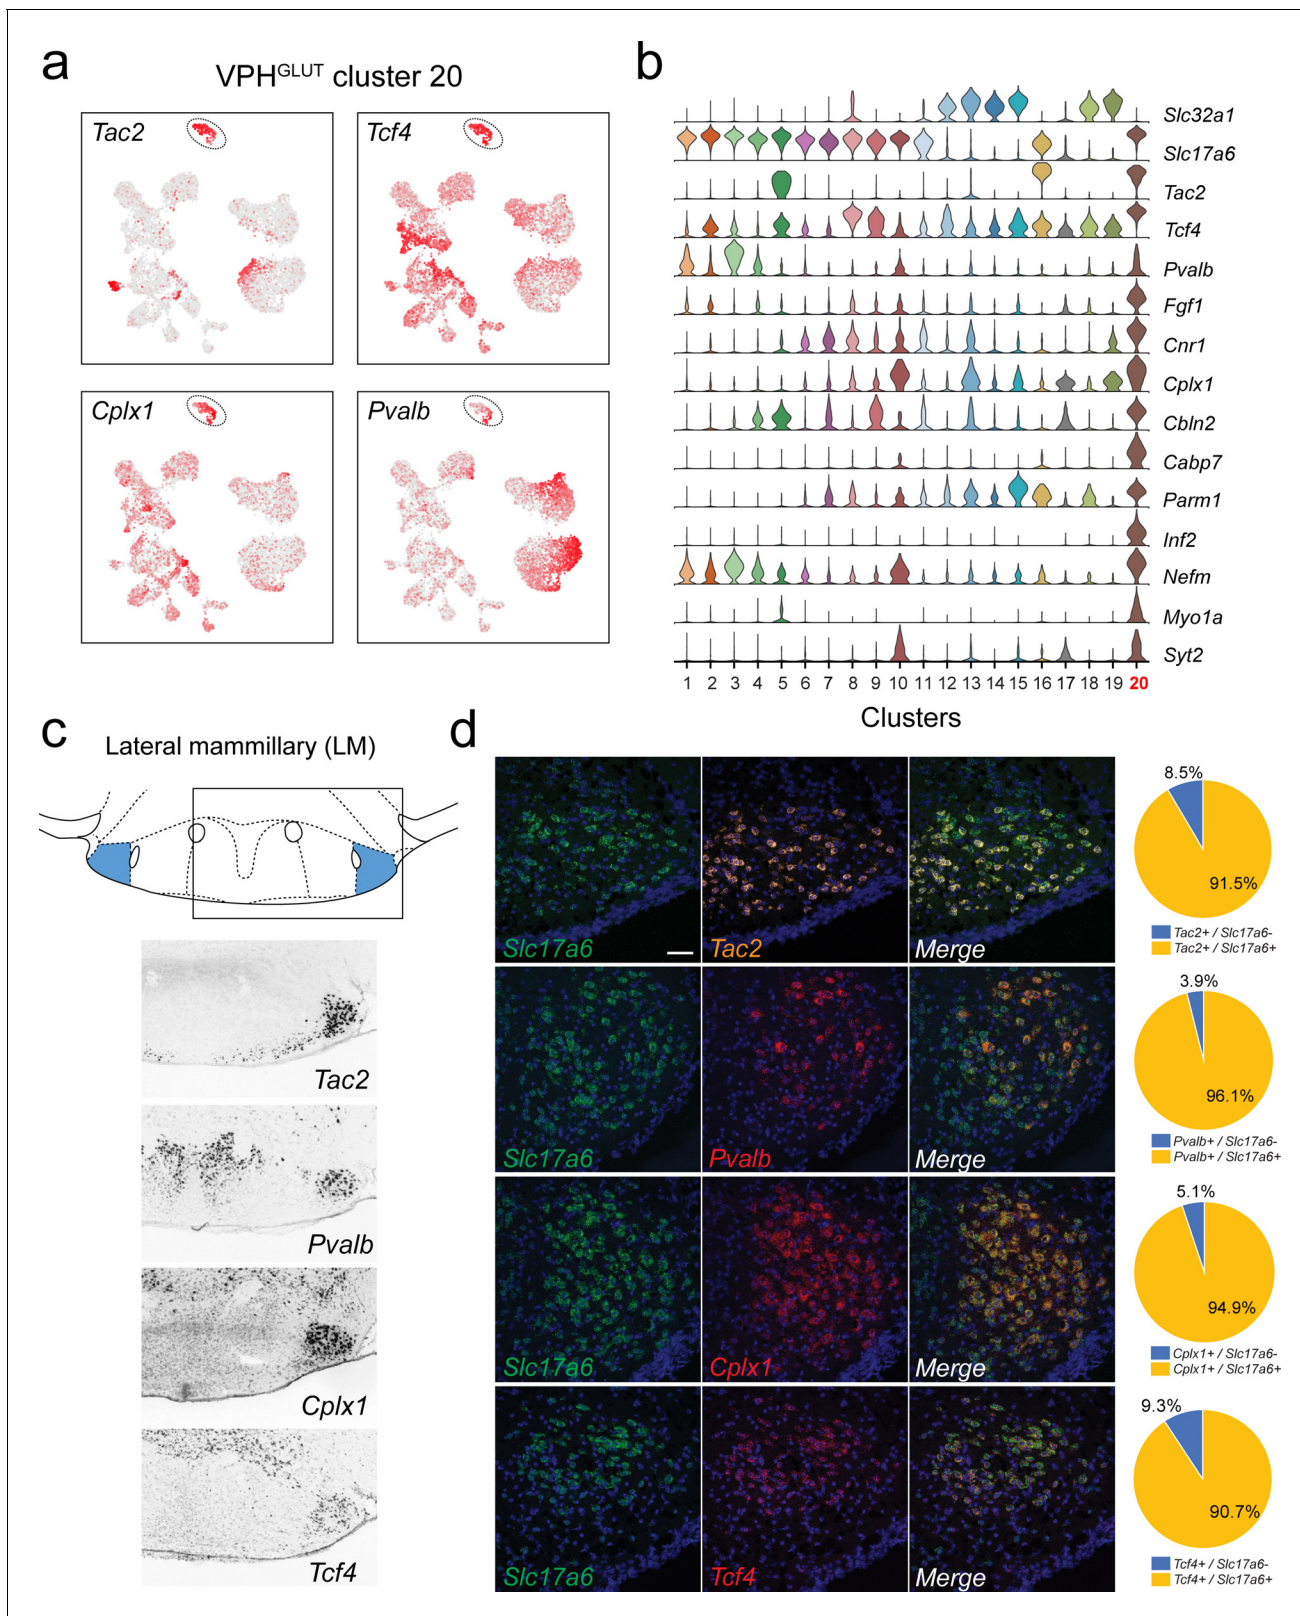 a
VPHGLUT cluster 20
Tac2
Tcf4
Cplx1
Pvalb
b
Slc32a1
Slc17a6
Tac2
Tcf4
Pvalb
Fgf1
Cnr1
Cplx1
Cbln2
Cabp7
Parm1
Inf2
Nefm
Myo1a
Syt2
1 2 3 4 5 6 7 8 9 10 11 12 13 14 15 16 17 18 19 20
Clusters
c
Lateral mammillary (LM)
Tac2
Pvalb
Cplx1
Tcf4
d
Slc17a6 Tac2 Merge
8.5%
91.5%
Tac2+ / Slc17a6-
Tac2+ / Slc17a6+
Slc17a6 Pvalb Merge
3.9%
96.1%
Pvalb+ / Slc17a6-
Pvalb+ / Slc17a6+
Slc17a6 Cplx1 Merge
5.1%
94.9%
Cplx1+ / Slc17a6-
Cplx1+ / Slc17a6+
Slc17a6 Tcf4 Merge
9.3%
90.7%
Tcf4+ / Slc17a6-
Tcf4+ / Slc17a6+